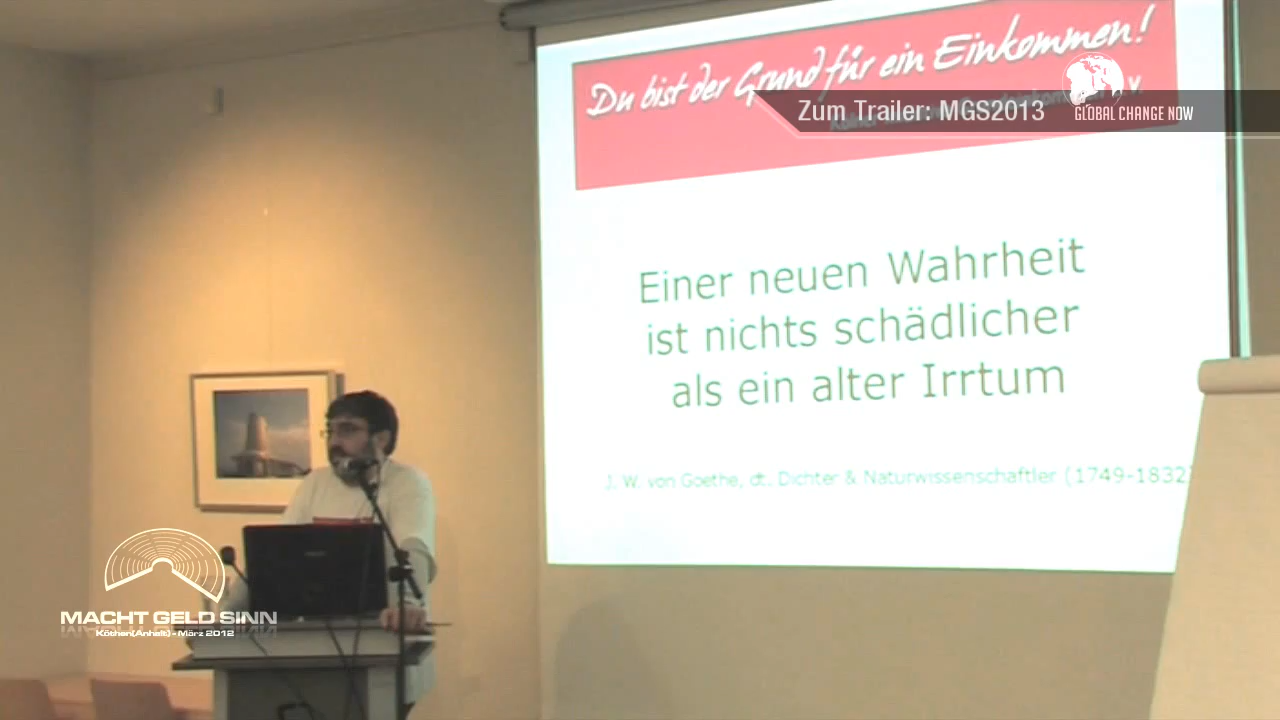 Du bist der Grund für ein Einkommen!
Zum Trailer: MGS2013
GLOBAL CHANGE NOW
Einer neuen Wahrheit
ist nichts schädlicher
als ein alter Irrtum
J. W. von Goethe, dt. Dichter & Naturwissenschaftler (1749-1832)
MACHT GELD SINN
Köthen(Anhalt) - März 2012